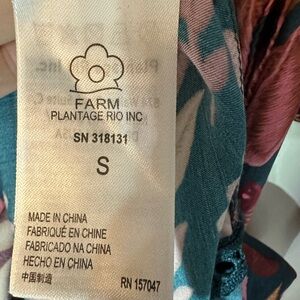 FARM
PLANTAGE RIO INC
SN 318131
S
MADE IN CHINA
FABRIQUÉ EN CHINE
FABRICADO NA CHINA
HECHO EN CHINA
中国制造
RN 157047